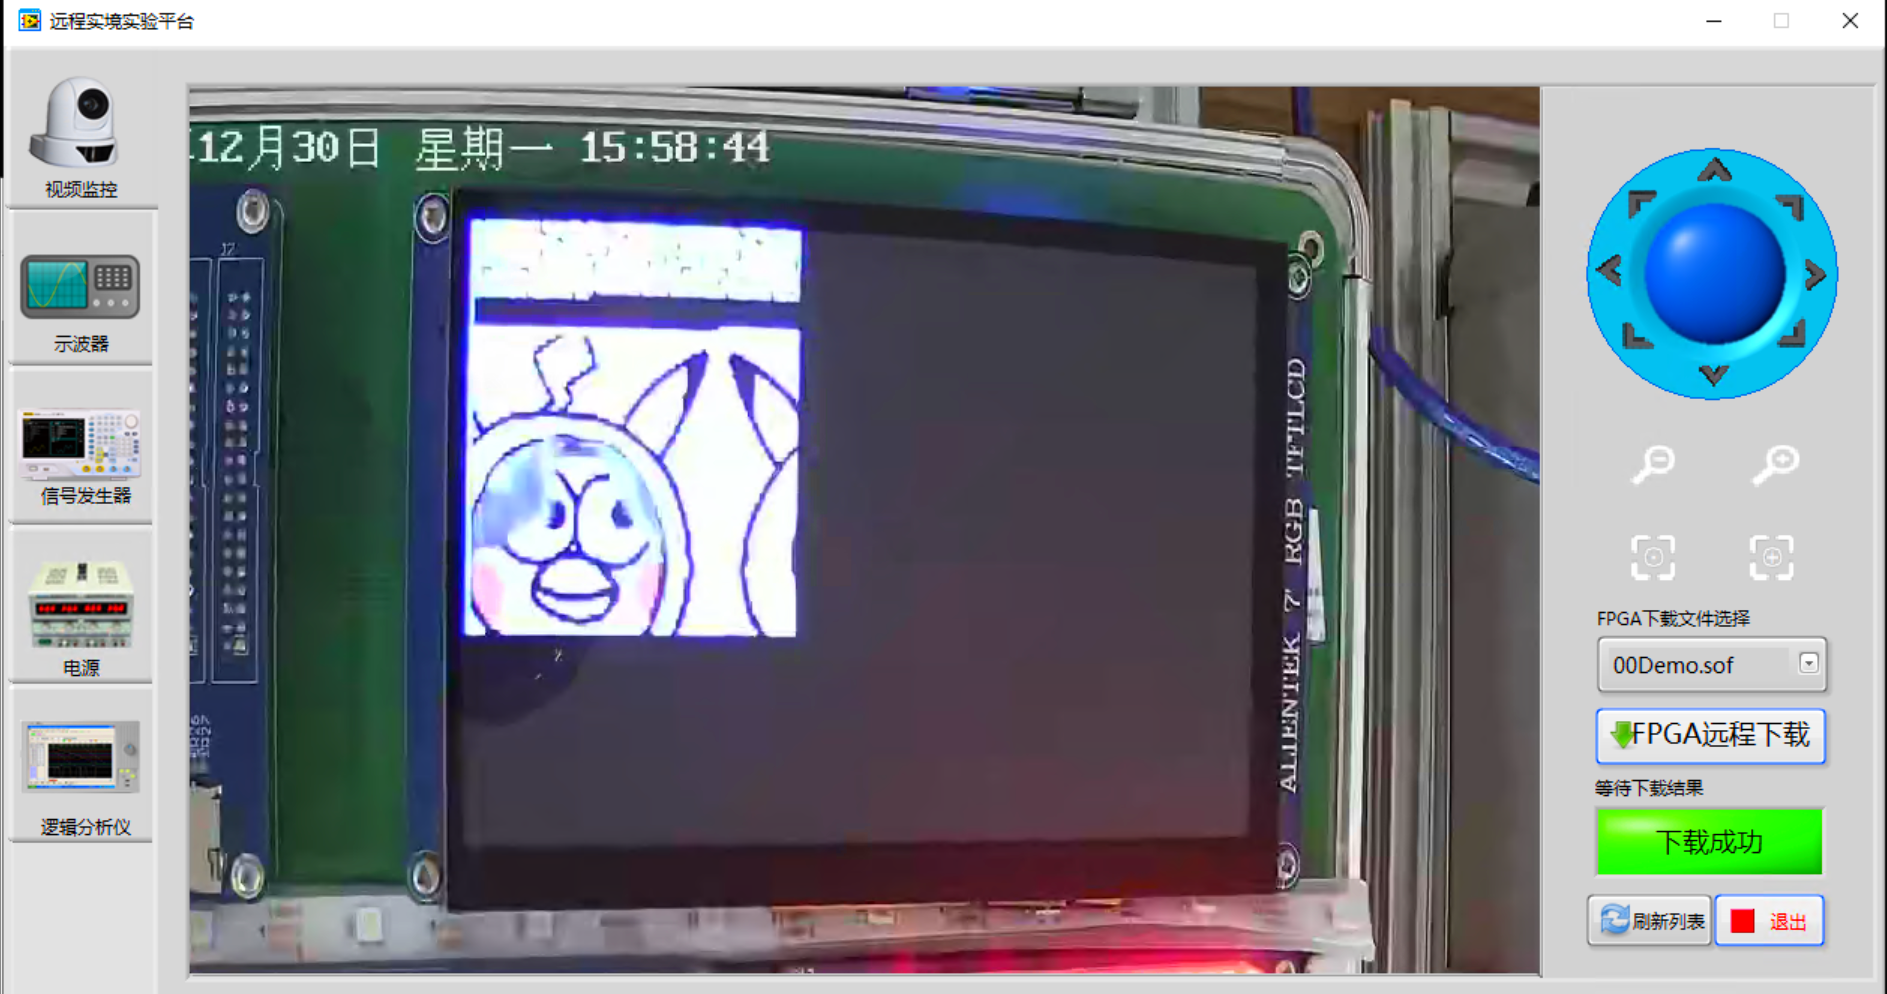 远程实境实验平台
视频监控
示波器
信号发生器
电源
逻辑分析仪
12月30日 星期一 15:58:44
J7
ALIENTEK 7' RGB TFTLCD
FPGA下载文件选择
00Demo.sof
FPGA远程下载
等待下载结果
下载成功
刷新列表
退出